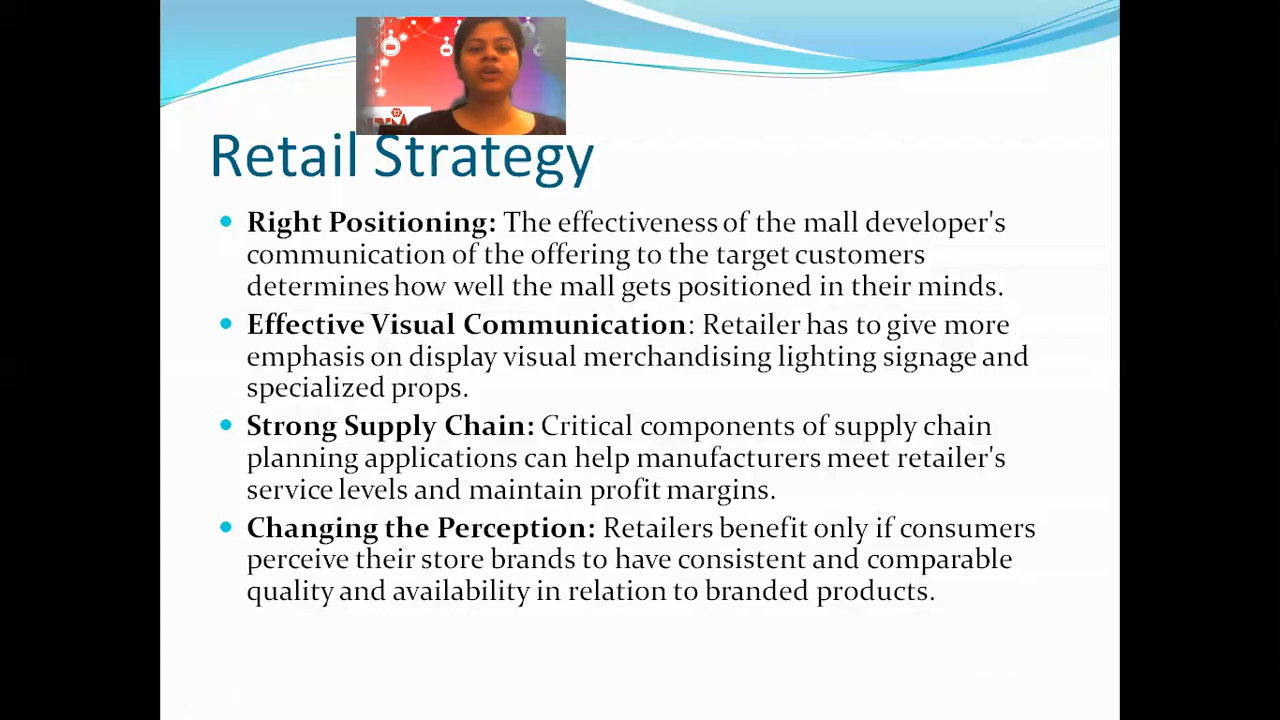 Retail Strategy
Right Positioning: The effectiveness of the mall developer's
communication of the offering to the target customers
determines how well the mall gets positioned in their minds.
Effective Visual Communication: Retailer has to give more
emphasis on display visual merchandising lighting signage and
specialized props.
Strong Supply Chain: Critical components of supply chain
planning applications can help manufacturers meet retailer's
service levels and maintain profit margins.
Changing the Perception: Retailers benefit only if consumers
perceive their store brands to have consistent and comparable
quality and availability in relation to branded products.